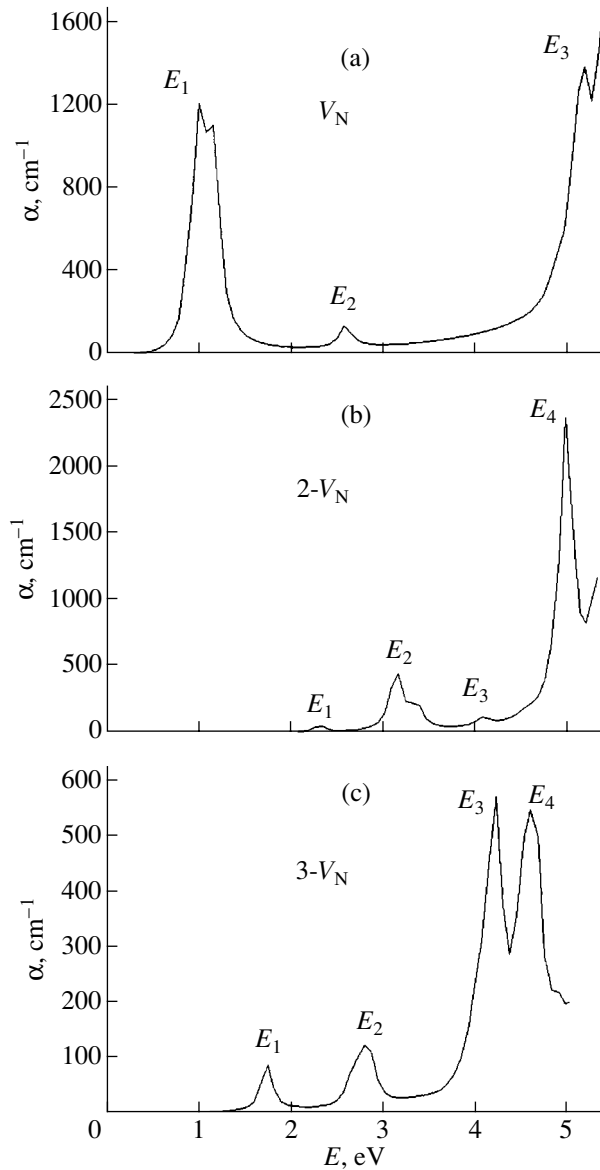 1600
1200
800
400
0
α, cm⁻¹
(a)
V_N
E₁
E₂
E₃
2500
2000
1500
1000
500
0
α, cm⁻¹
(b)
2-V_N
E₁
E₂
E₃
E₄
600
500
400
300
200
100
0
α, cm⁻¹
(c)
3-V_N
E₁
E₂
E₃
E₄
1 2 3 4 5
E, eV